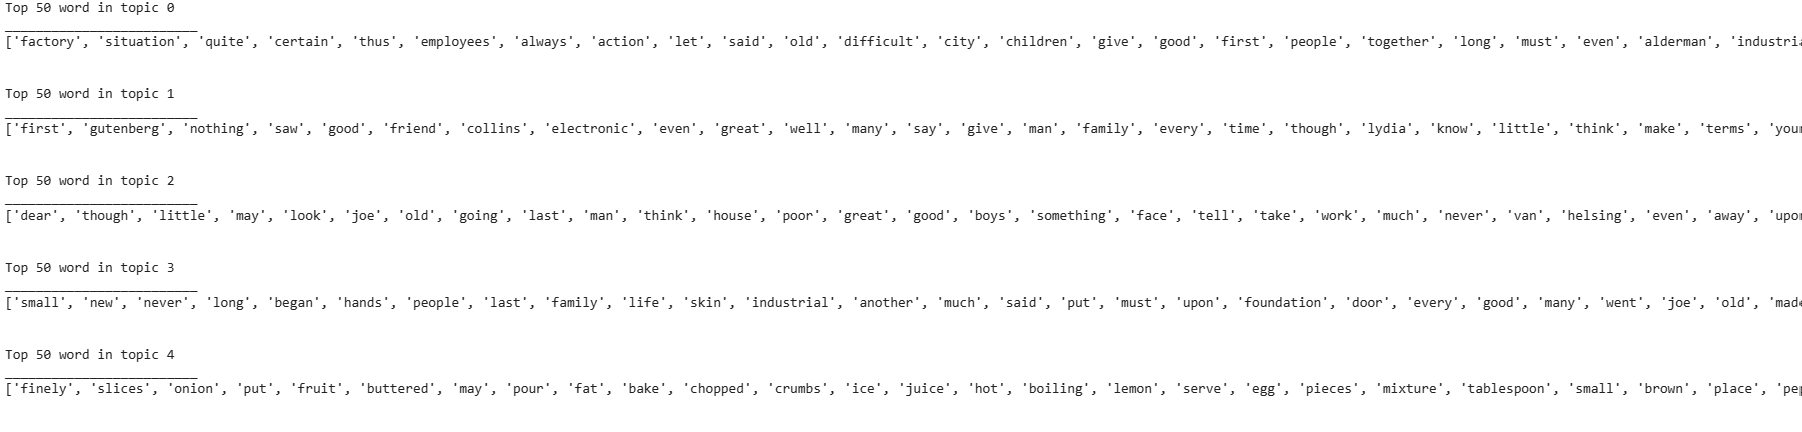 Top 50 word in topic 0
_________________________
['factory', 'situation', 'quite', 'certain', 'thus', 'employees', 'always', 'action', 'let', 'said', 'old', 'difficult', 'city', 'children', 'give', 'good', 'first', 'people', 'together', 'long', 'must', 'even', 'alderman',
Top 50 word in topic 1
_________________________
['first', 'gutenberg', 'nothing', 'saw', 'good', 'friend', 'collins', 'electronic', 'even', 'great', 'well', 'many', 'say', 'give', 'man', 'family', 'every', 'time', 'though', 'lydia', 'know', 'little', 'think', 'make', 'terms',
Top 50 word in topic 2
_________________________
['dear', 'though', 'little', 'may', 'look', 'joe', 'old', 'going', 'last', 'man', 'think', 'house', 'poor', 'great', 'good', 'boys', 'something', 'face', 'tell', 'take', 'work', 'much', 'never', 'van', 'helsing', 'even', 'away',
Top 50 word in topic 3
_________________________
['small', 'new', 'never', 'long', 'began', 'hands', 'people', 'last', 'family', 'life', 'skin', 'industrial', 'another', 'much', 'said', 'put', 'must', 'upon', 'foundation', 'door', 'every', 'good', 'many', 'went', 'joe', 'old',
Top 50 word in topic 4
_________________________
['finely', 'slices', 'onion', 'put', 'fruit', 'buttered', 'may', 'pour', 'fat', 'bake', 'chopped', 'crumbs', 'ice', 'juice', 'hot', 'boiling', 'lemon', 'serve', 'egg', 'pieces', 'mixture', 'tablespoon', 'small', 'brown', 'place',